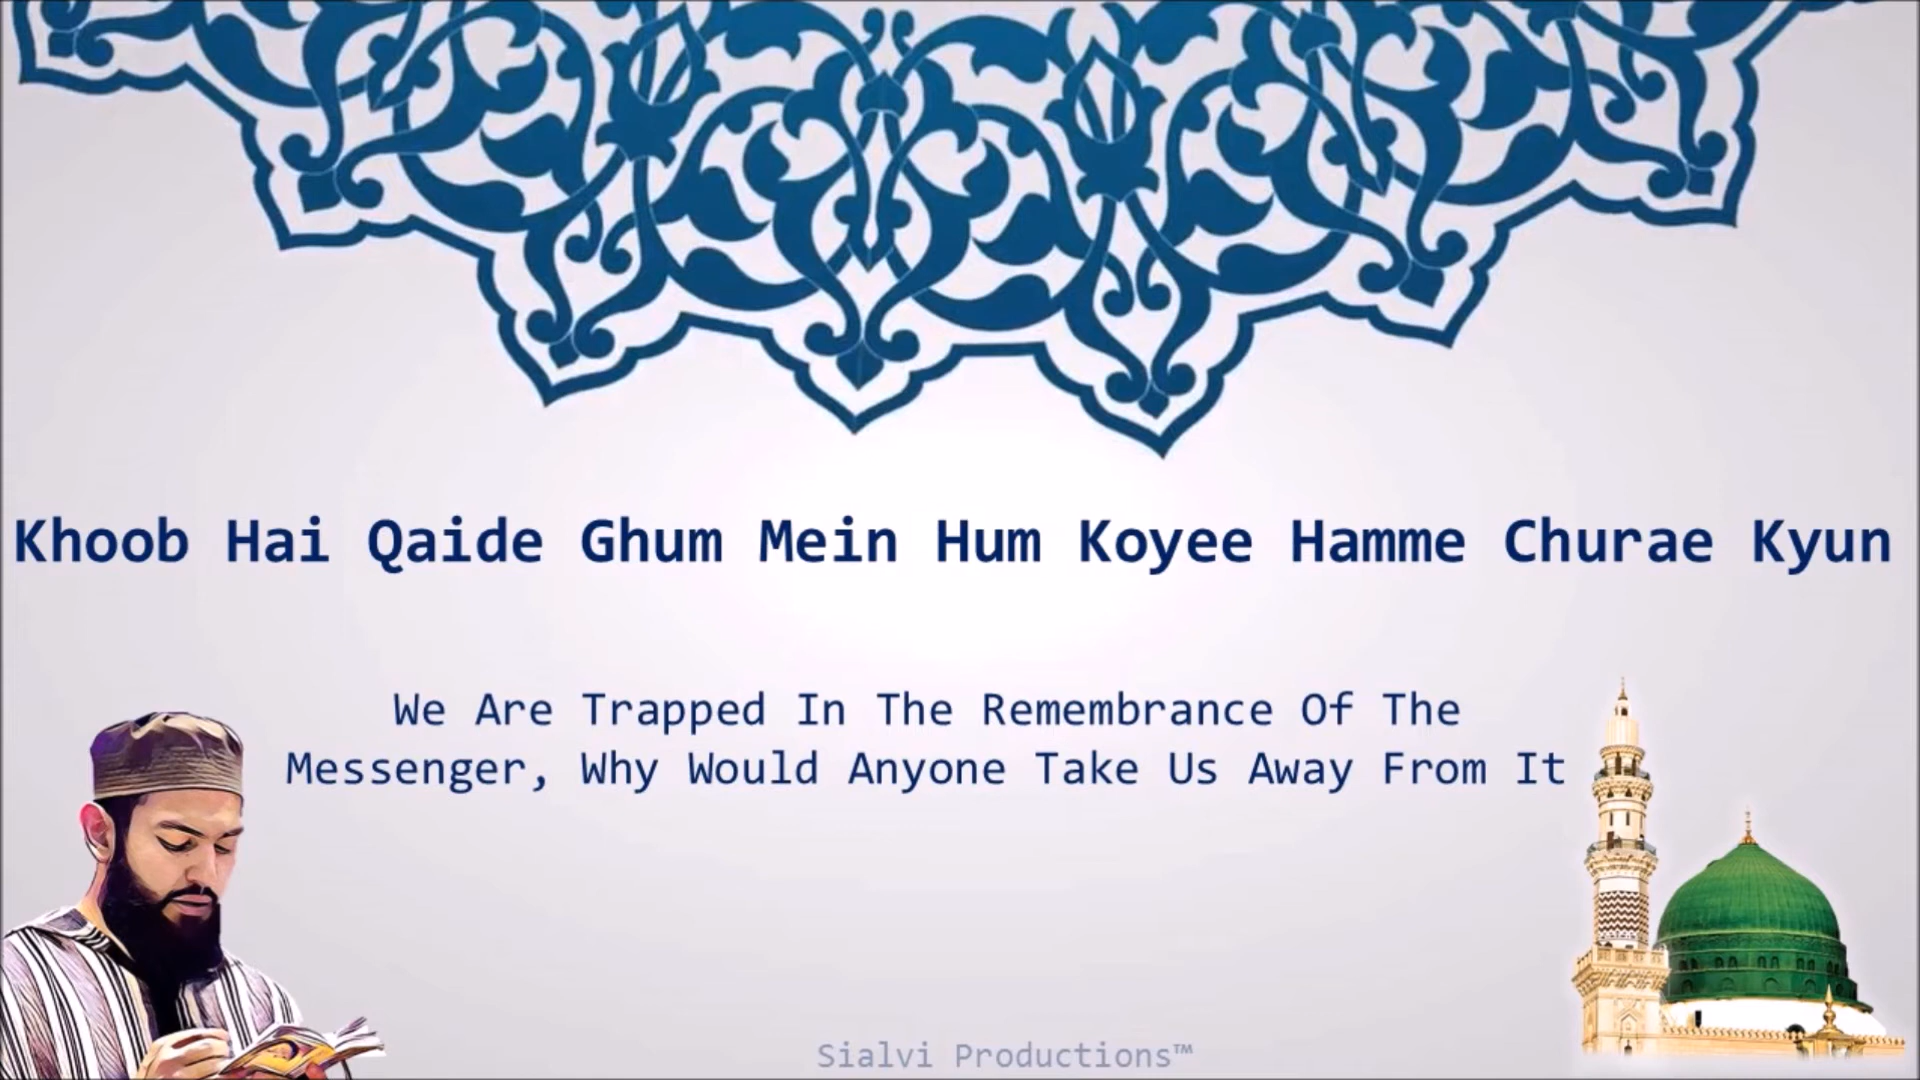 Khoob Hai Qaide Ghum Mein Hum Koyee Hamme Churae Kyun
We Are Trapped In The Remembrance Of The
Messenger, Why Would Anyone Take Us Away From It
Sialvi Productions™